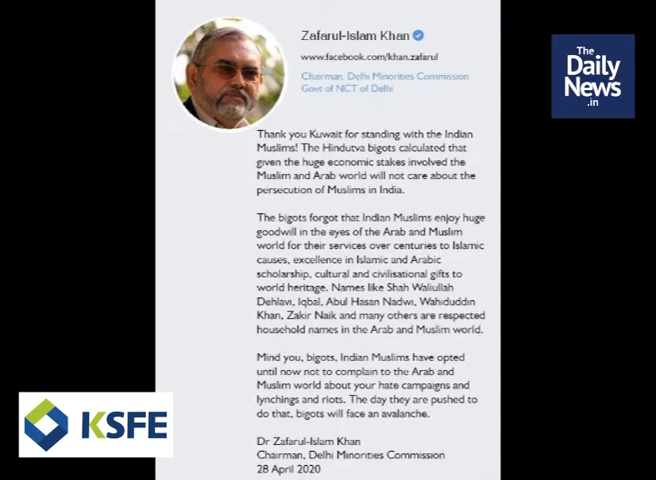 Zafarul-Islam Khan
www.facebook.com/khan.zafarul
Chairman, Delhi Minorities Commission
Govt of NCT of Delhi
The
Daily
News
.in
Thank you Kuwait for standing with the Indian
Muslims! The Hindutva bigots calculated that
given the huge economic stakes involved the
Muslim and Arab world will not care about the
persecution of Muslims in India.
The bigots forgot that Indian Muslims enjoy huge
goodwill in the eyes of the Arab and Muslim
world for their services over centuries to Islamic
causes, excellence in Islamic and Arabic
scholarship, cultural and civilisational gifts to
world heritage. Names like Shah Waliullah
Dehlavi, Iqbal, Abul Hasan Nadwi, Wahiduddin
Khan, Zakir Naik and many others are respected
household names in the Arab and Muslim world.
Mind you, bigots, Indian Muslims have opted
until now not to complain to the Arab and
Muslim world about your hate campaigns and
lynchings and riots. The day they are pushed to
do that, bigots will face an avalanche.
Dr Zafarul-Islam Khan
Chairman, Delhi Minorities Commission
28 April 2020
KSFE